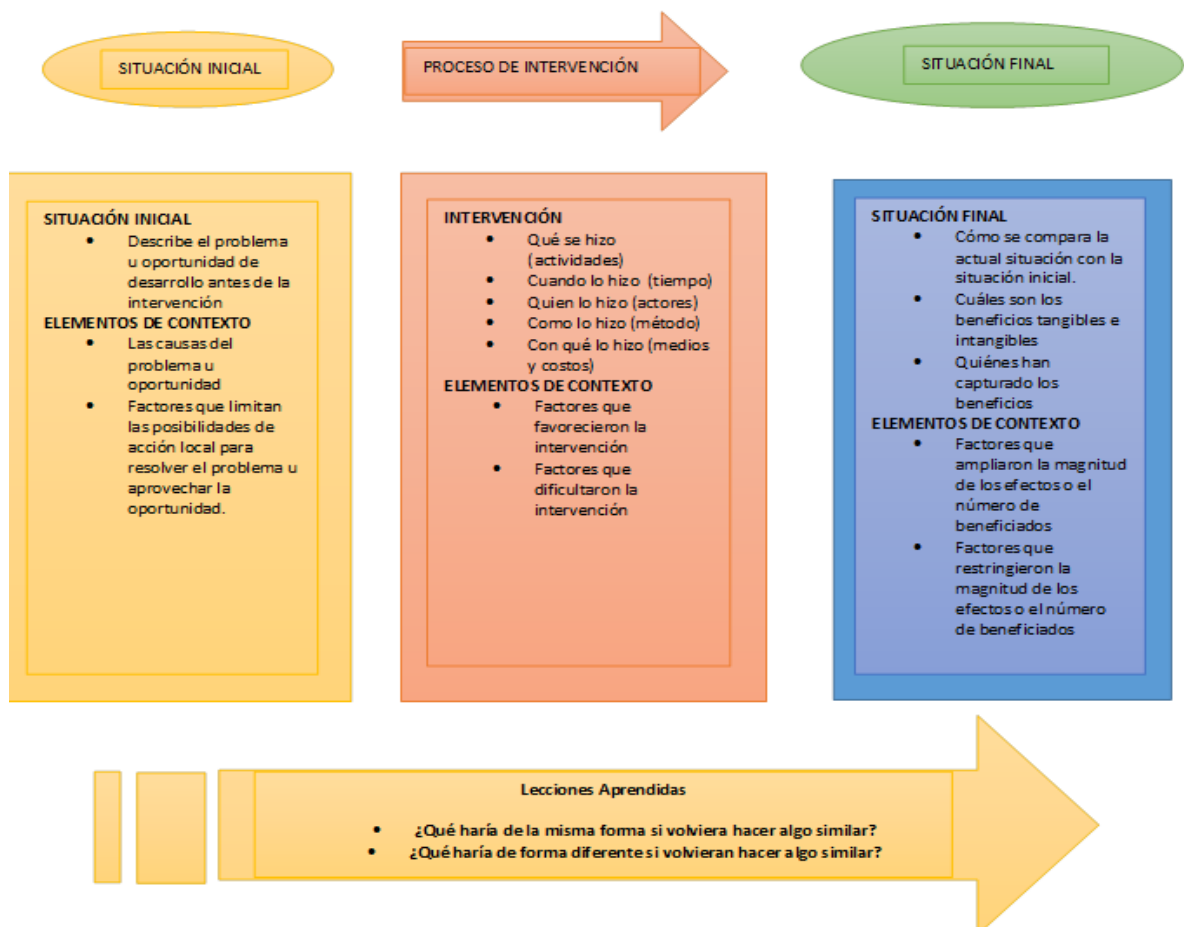 SITUACIÓN INICIAL
PROCESO DE INTERVENCIÓN
SITUACIÓN FINAL
SITUACIÓN INICIAL
• Describe el problema
u oportunidad de
desarrollo antes de la
intervención
ELEMENTOS DE CONTEXTO
• Las causas del
problema u
oportunidad
• Factores que limitan
las posibilidades de
acción local para
resolver el problema u
aprovechar la
oportunidad.
INTERVENCIÓN
• Qué se hizo
(actividades)
• Cuando lo hizo (tiempo)
• Quien lo hizo (actores)
• Como lo hizo (método)
• Con qué lo hizo (medios
y costos)
ELEMENTOS DE CONTEXTO
• Factores que
favorecieron la
intervención
• Factores que
dificultaron la
intervención
SITUACIÓN FINAL
• Cómo se compara la
actual situación con la
situación inicial.
• Cuáles son los
beneficios tangibles e
intangibles
• Quiénes han
capturado los
beneficios
ELEMENTOS DE CONTEXTO
• Factores que
ampliaron la magnitud
de los efectos o el
número de
beneficiados
• Factores que
restringieron la
magnitud de los
efectos o el número
de beneficiados
Lecciones Aprendidas
• ¿Qué haría de la misma forma si volviera hacer algo similar?
• ¿Qué haría de forma diferente si volvieran hacer algo similar?